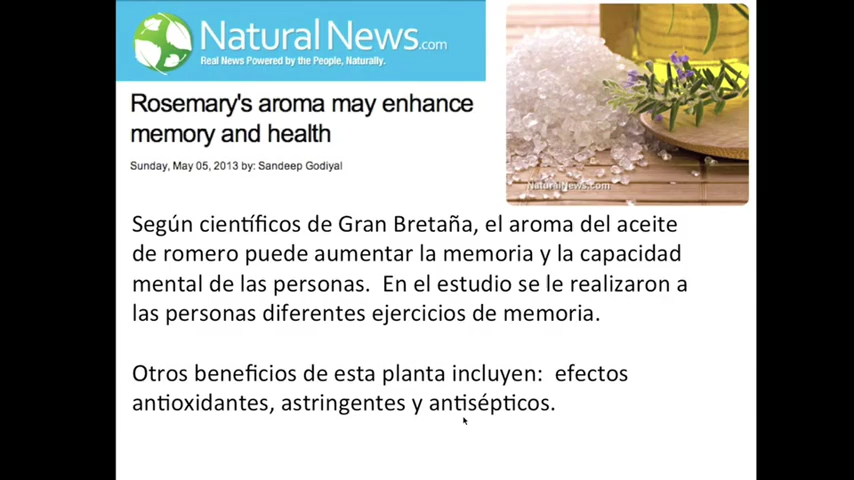 NaturalNews.com
Real News Powered by the People, Naturally.
Rosemary's aroma may enhance
memory and health
Sunday, May 05, 2013 by: Sandeep Godiyal
NaturalNews.com
Según científicos de Gran Bretaña, el aroma del aceite
de romero puede aumentar la memoria y la capacidad
mental de las personas.  En el estudio se le realizaron a
las personas diferentes ejercicios de memoria.
Otros beneficios de esta planta incluyen:  efectos
antioxidantes, astringentes y antisépticos.